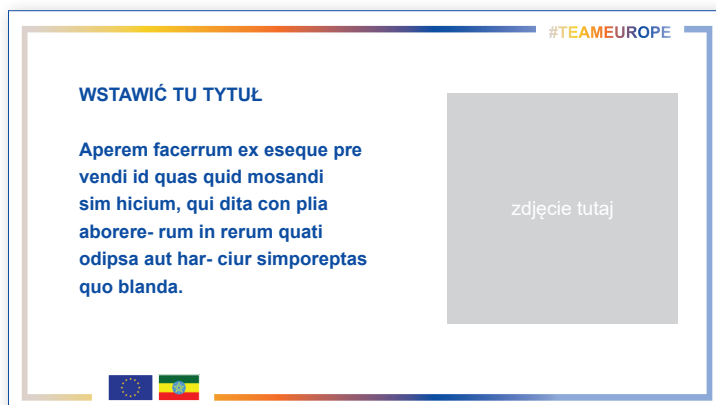 #TEAMEUROPE
WSTAWIĆ TU TYTUŁ
Aperem facerrum ex eseque pre
vendi id quas quid mosandi
sim hicium, qui dita con plia
aborere- rum in rerum quati
odipsa aut har- ciur simporeptas
quo blanda.
zdjęcie tutaj